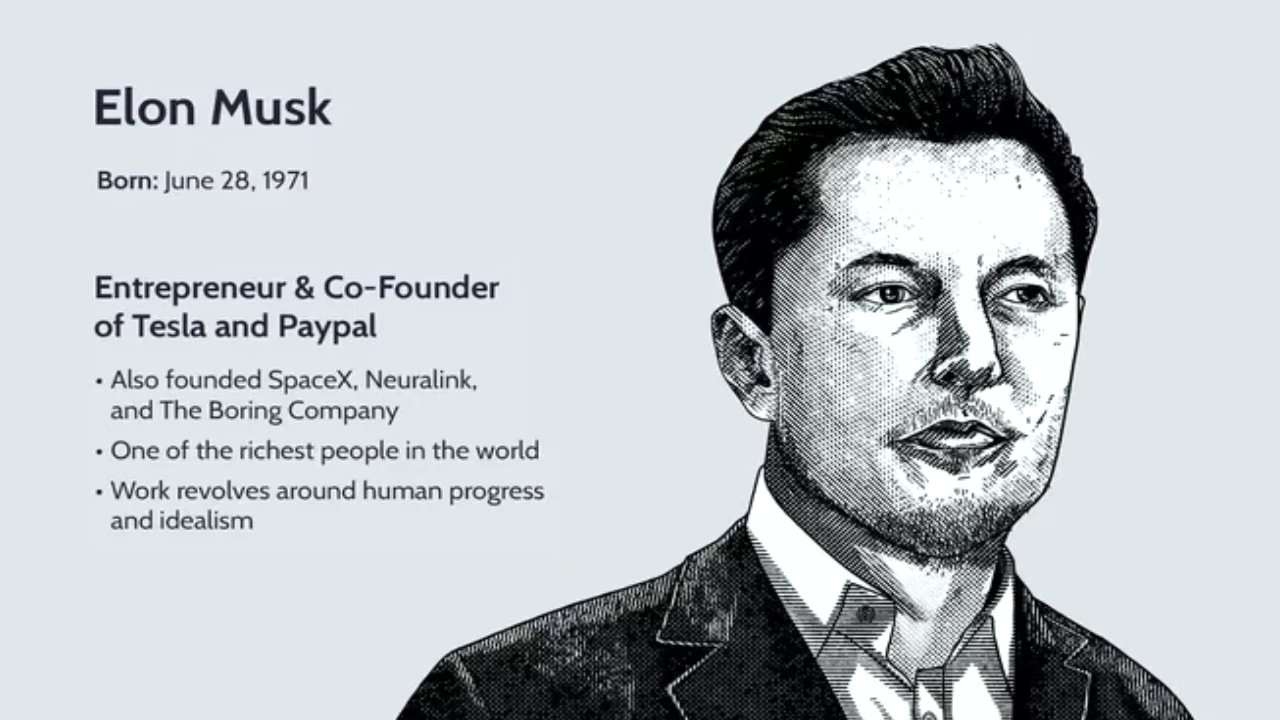 Elon Musk
Born: June 28, 1971
Entrepreneur & Co-Founder
of Tesla and Paypal
• Also founded SpaceX, Neuralink,
and The Boring Company
• One of the richest people in the world
• Work revolves around human progress
and idealism